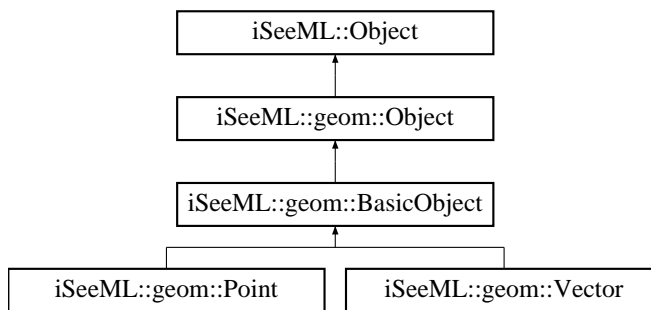 iSeeML::Object
iSeeML::geom::Object
iSeeML::geom::BasicObject
iSeeML::geom::Point
iSeeML::geom::Vector